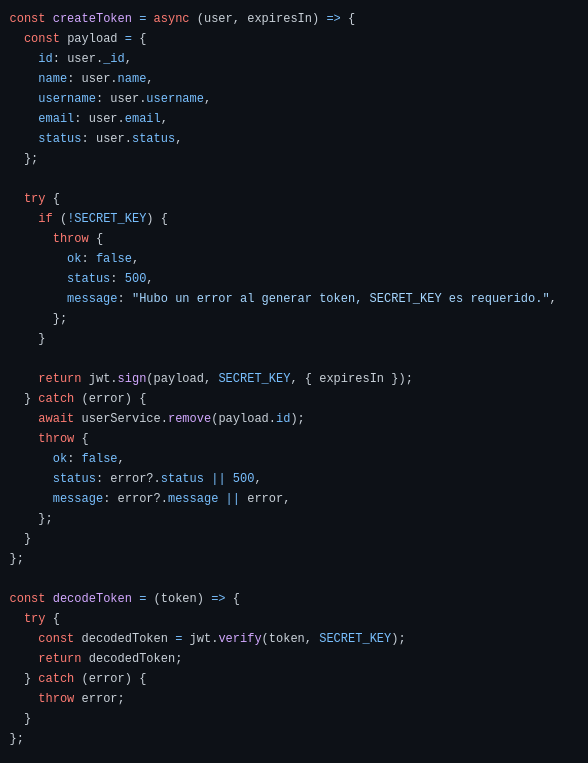 const createToken = async (user, expiresIn) => {
  const payload = {
    id: user._id,
    name: user.name,
    username: user.username,
    email: user.email,
    status: user.status,
  };

  try {
    if (!SECRET_KEY) {
      throw {
        ok: false,
        status: 500,
        message: "Hubo un error al generar token, SECRET_KEY es requerido.",
      };
    }

    return jwt.sign(payload, SECRET_KEY, { expiresIn });
  } catch (error) {
    await userService.remove(payload.id);
    throw {
      ok: false,
      status: error?.status || 500,
      message: error?.message || error,
    };
  }
};

const decodeToken = (token) => {
  try {
    const decodedToken = jwt.verify(token, SECRET_KEY);
    return decodedToken;
  } catch (error) {
    throw error;
  }
};